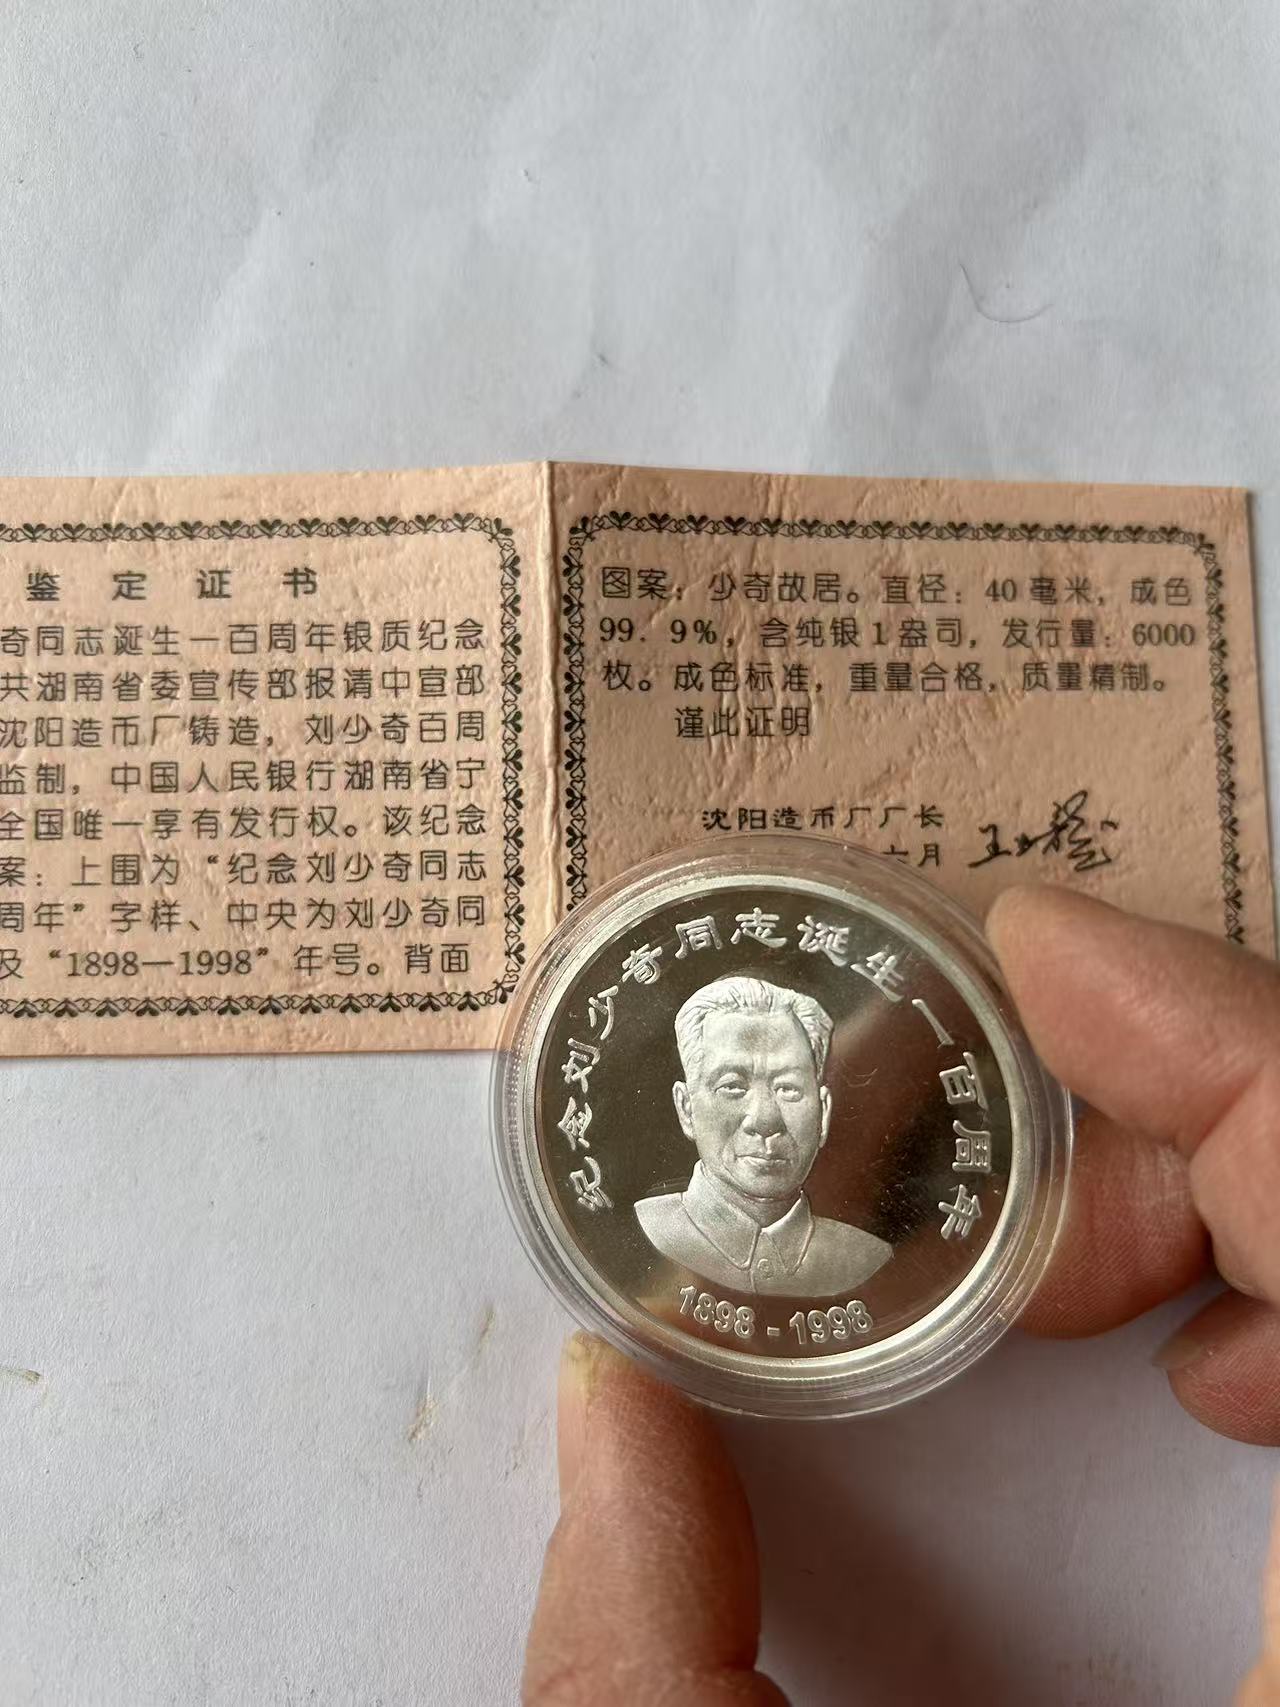 鉴定证书
奇同志诞生一百周年银质纪念
共湖南省委宣传部报请中宣部
沈阳造币厂铸造，刘少奇百周
监制，中国人民银行湖南省宁
全国唯一享有发行权。该纪念
案：上围为“纪念刘少奇同志
周年”字样、中央为刘少奇同
及“1898—1998”年号。背面
图案：少奇故居。直径：40毫米，成色
99.9%，含纯银1盎司，发行量：6000
枚。成色标准，重量合格，质量精制。
谨此证明
沈阳造币厂厂长
六月
纪念刘少奇同志诞生一百周年
1898-1998